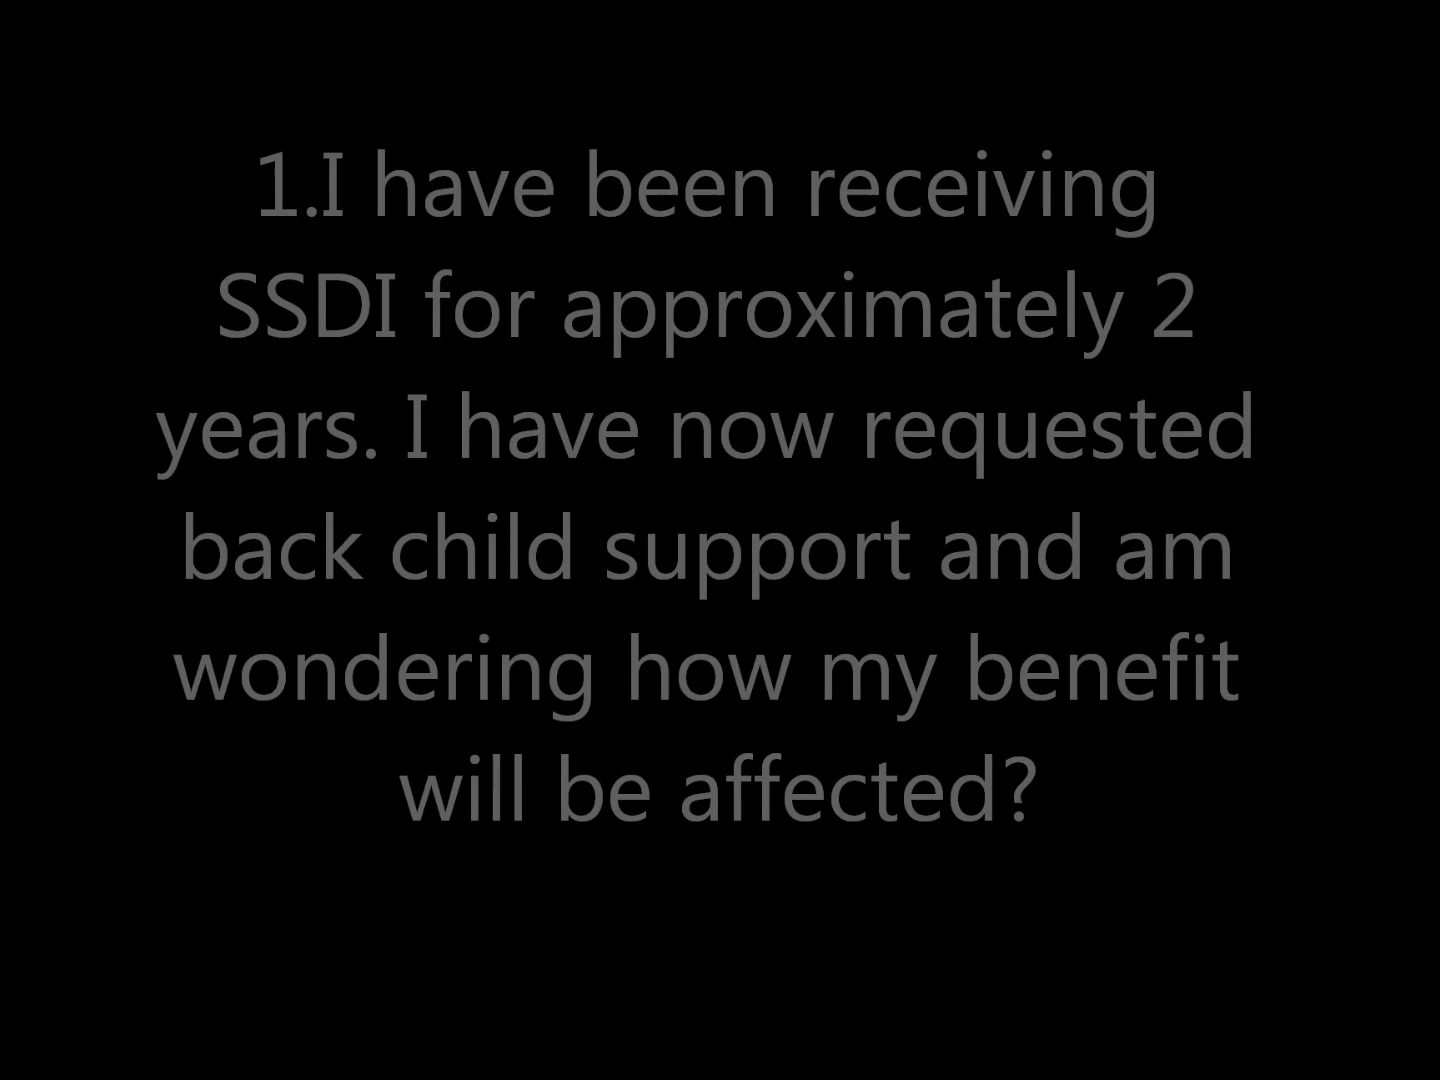 1.I have been receiving
SSDI for approximately 2
years. I have now requested
back child support and am
wondering how my benefit
will be affected?